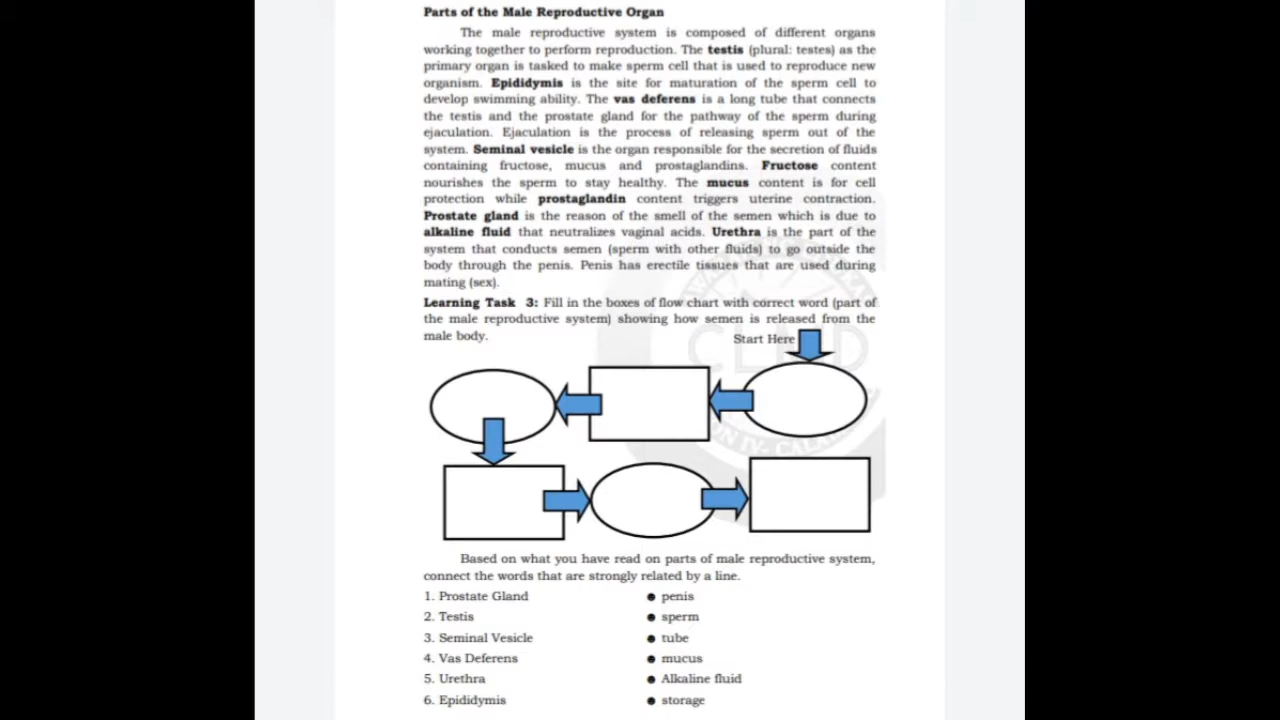 Parts of the Male Reproductive Organ
The male reproductive system is composed of different organs
working together to perform reproduction. The testis (plural: testes) as the
primary organ is tasked to make sperm cell that is used to reproduce new
organism. Epididymis is the site for maturation of the sperm cell to
develop swimming ability. The vas deferens is a long tube that connects
the testis and the prostate gland for the pathway of the sperm during
ejaculation. Ejaculation is the process of releasing sperm out of the
system. Seminal vesicle is the organ responsible for the secretion of fluids
containing fructose, mucus and prostaglandins. Fructose content
nourishes the sperm to stay healthy. The mucus content is for cell
protection while prostaglandin content triggers uterine contraction.
Prostate gland is the reason of the smell of the semen which is due to
alkaline fluid that neutralizes vaginal acids. Urethra is the part of the
system that conducts semen (sperm with other fluids) to go outside the
body through the penis. Penis has erectile tissues that are used during
mating (sex).
Learning Task 3: Fill in the boxes of flow chart with correct word (part of
the male reproductive system) showing how semen is released from the
male body.
Start Here
CLMD
Based on what you have read on parts of male reproductive system,
connect the words that are strongly related by a line.
1. Prostate Gland
● penis
2. Testis
● sperm
3. Seminal Vesicle
● tube
4. Vas Deferens
● mucus
5. Urethra
● Alkaline fluid
6. Epididymis
● storage